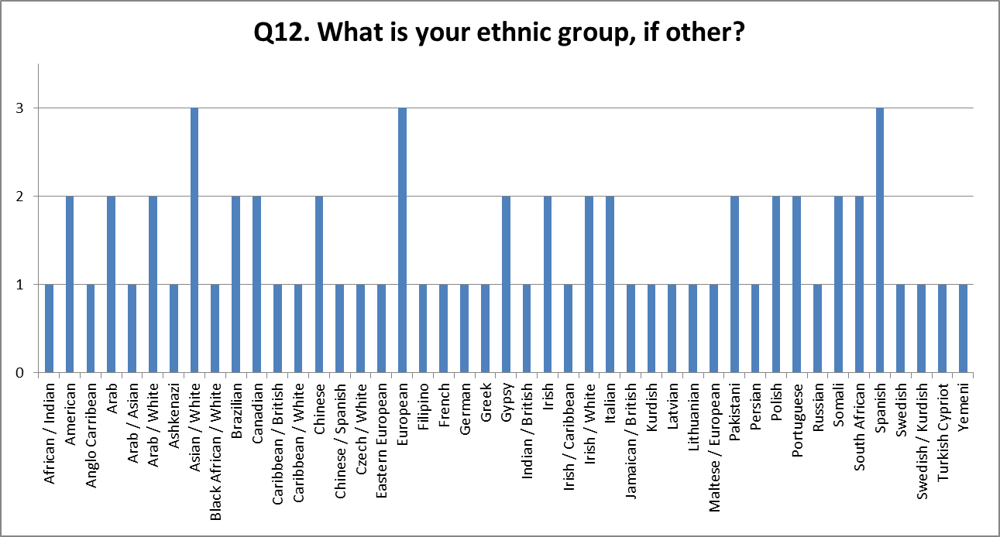 Q12. What is your ethnic group, if other?
3
2
1
0
African / Indian
American
Anglo Carribean
Arab
Arab / Asian
Arab / White
Ashkenazi
Asian / White
Black African / White
Brazilian
Canadian
Caribbean / British
Caribbean / White
Chinese
Chinese / Spanish
Czech / White
Eastern European
European
Filipino
French
German
Greek
Gypsy
Indian / British
Irish
Irish / Caribbean
Irish / White
Italian
Jamaican / British
Kurdish
Latvian
Lithuanian
Maltese / European
Pakistani
Persian
Polish
Portuguese
Russian
Somali
South African
Spanish
Swedish
Swedish / Kurdish
Turkish Cypriot
Yemeni